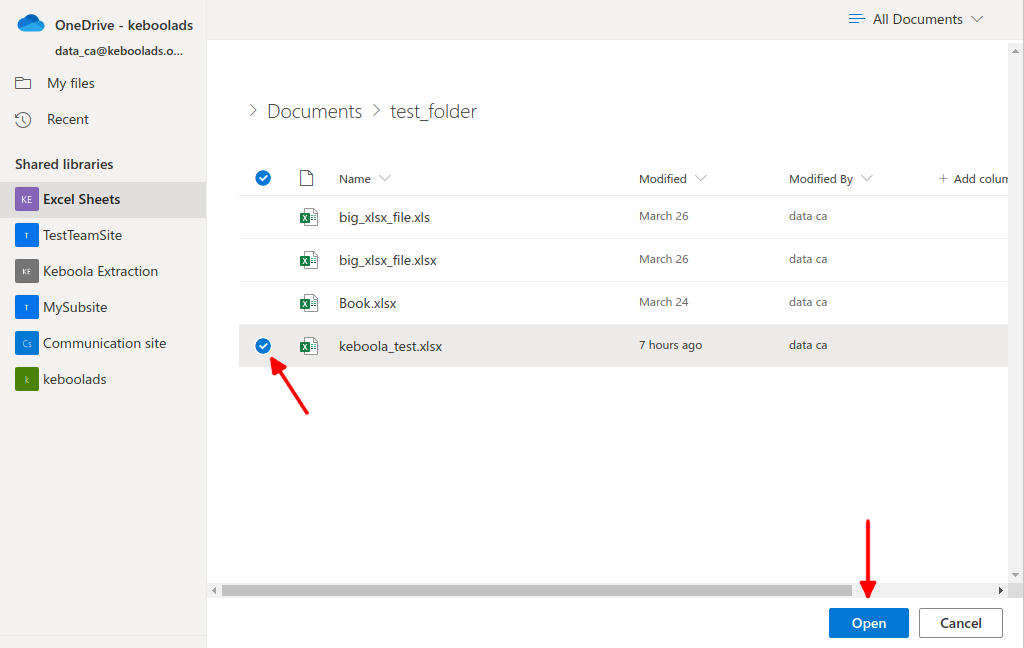 OneDrive - keboolads
data_ca@keboolads.o...
My files
Recent
Shared libraries
KE Excel Sheets
T TestTeamSite
KE Keboola Extraction
T MySubsite
Cs Communication site
k keboolads
All Documents
Documents > test_folder
Name Modified Modified By + Add colum
big_xlsx_file.xls March 26 data ca
big_xlsx_file.xlsx March 26 data ca
Book.xlsx March 24 data ca
keboola_test.xlsx 7 hours ago data ca
Open Cancel